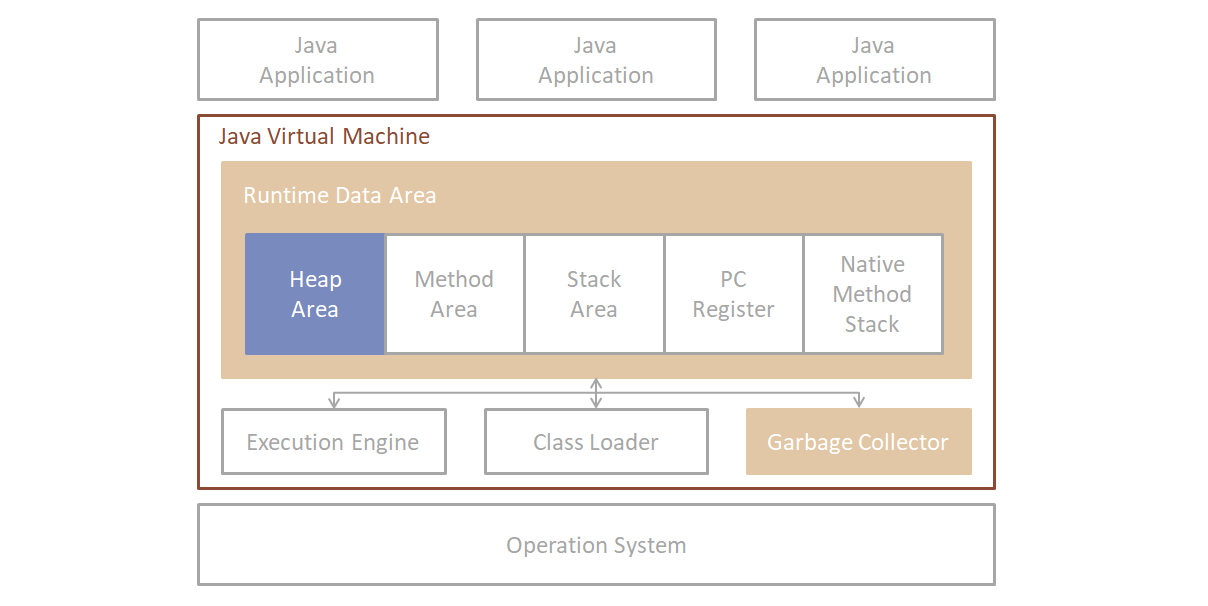 Java
Application
Java
Application
Java
Application
Java Virtual Machine
Runtime Data Area
Heap
Area
Method
Area
Stack
Area
PC
Register
Native
Method
Stack
Execution Engine
Class Loader
Garbage Collector
Operation System